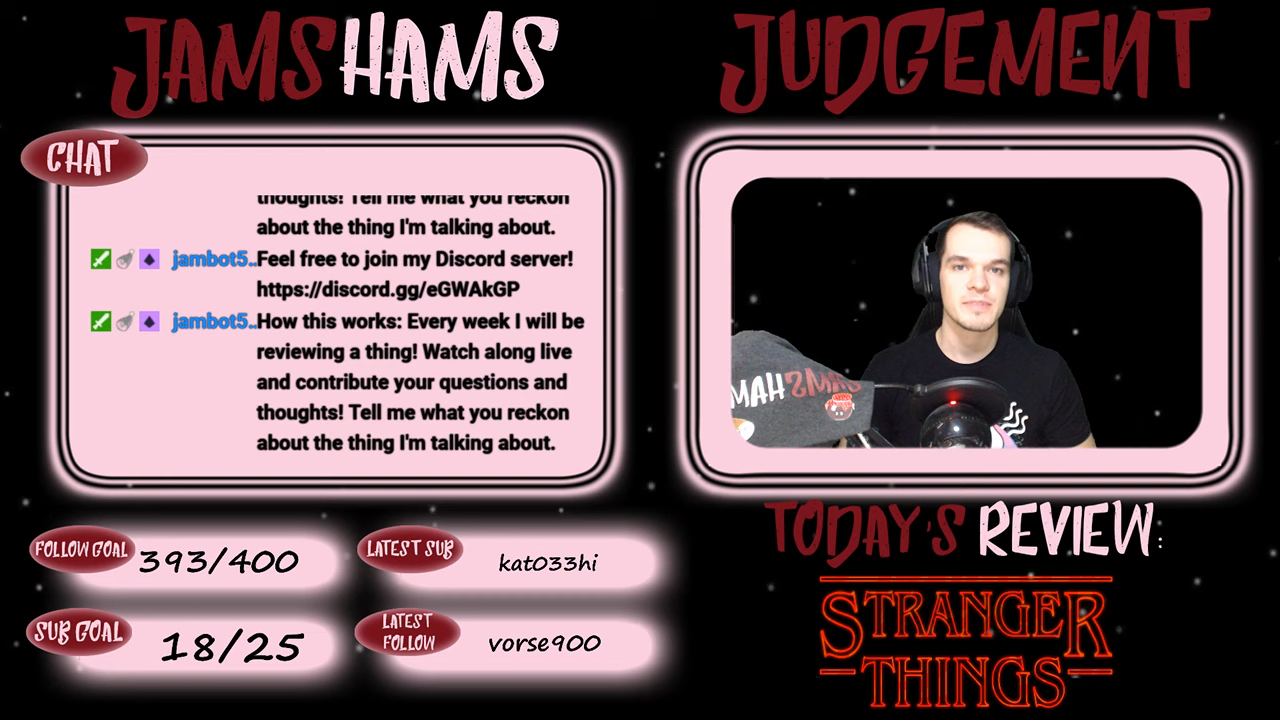 JAMSHAMS
JUDGEMENT
CHAT
thoughts! Tell me what you reckon
about the thing I'm talking about.
jambot5..Feel free to join my Discord server!
https://discord.gg/eGWAkGP
jambot5..How this works: Every week I will be
reviewing a thing! Watch along live
and contribute your questions and
thoughts! Tell me what you reckon
about the thing I'm talking about.
HAMSMAJ
TODAY'S REVIEW:
STRANGER
THINGS
FOLLOW GOAL 393/400
LATEST SUB kat033hi
SUB GOAL 18/25
LATEST
FOLLOW
vorse900